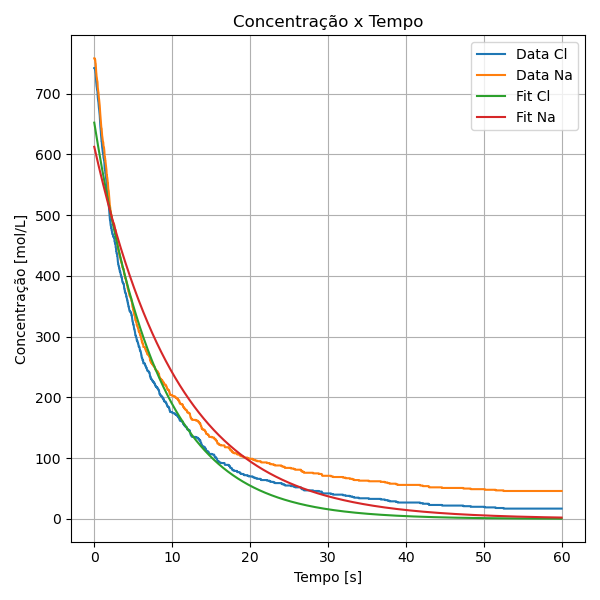 Concentração x Tempo
Data Cl
Data Na
Fit Cl
Fit Na
Concentração [mol/L]
700
600
500
400
300
200
100
0
0 10 20 30 40 50 60
Tempo [s]